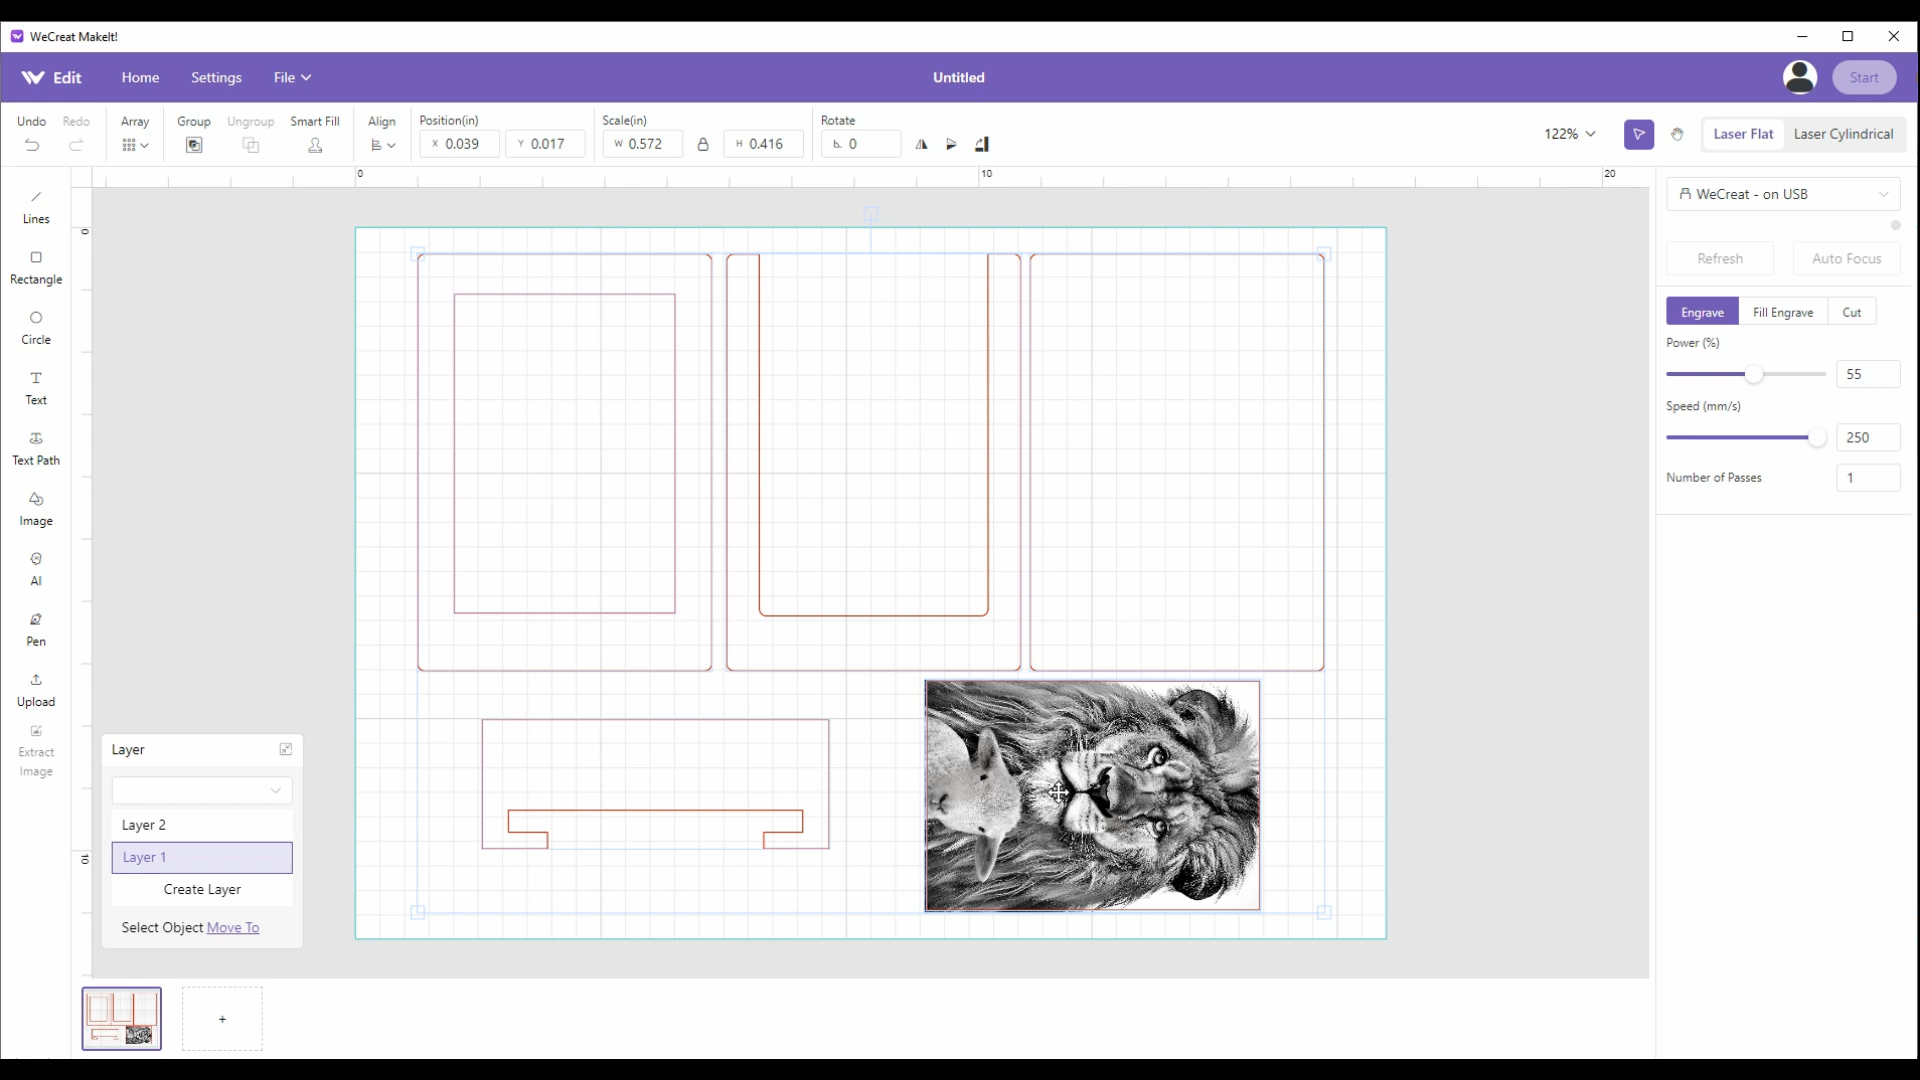 WeCreat MakeIt!
Edit Home Settings File Untitled Start
Undo Redo Array Group Ungroup Smart Fill Align Position(in) Scale(in) Rotate
X 0.039 Y 0.017 W 0.572 H 0.416 0 122% Laser Flat Laser Cylindrical
0 10 20
0
10
Lines
Rectangle
Circle
Text
Text Path
Image
AI
Pen
Upload
Extract
Image
Layer
Layer 2
Layer 1
Create Layer
Select Object Move To
+
WeCreat - on USB
Refresh Auto Focus
Engrave Fill Engrave Cut
Power (%)
55
Speed (mm/s)
250
Number of Passes 1